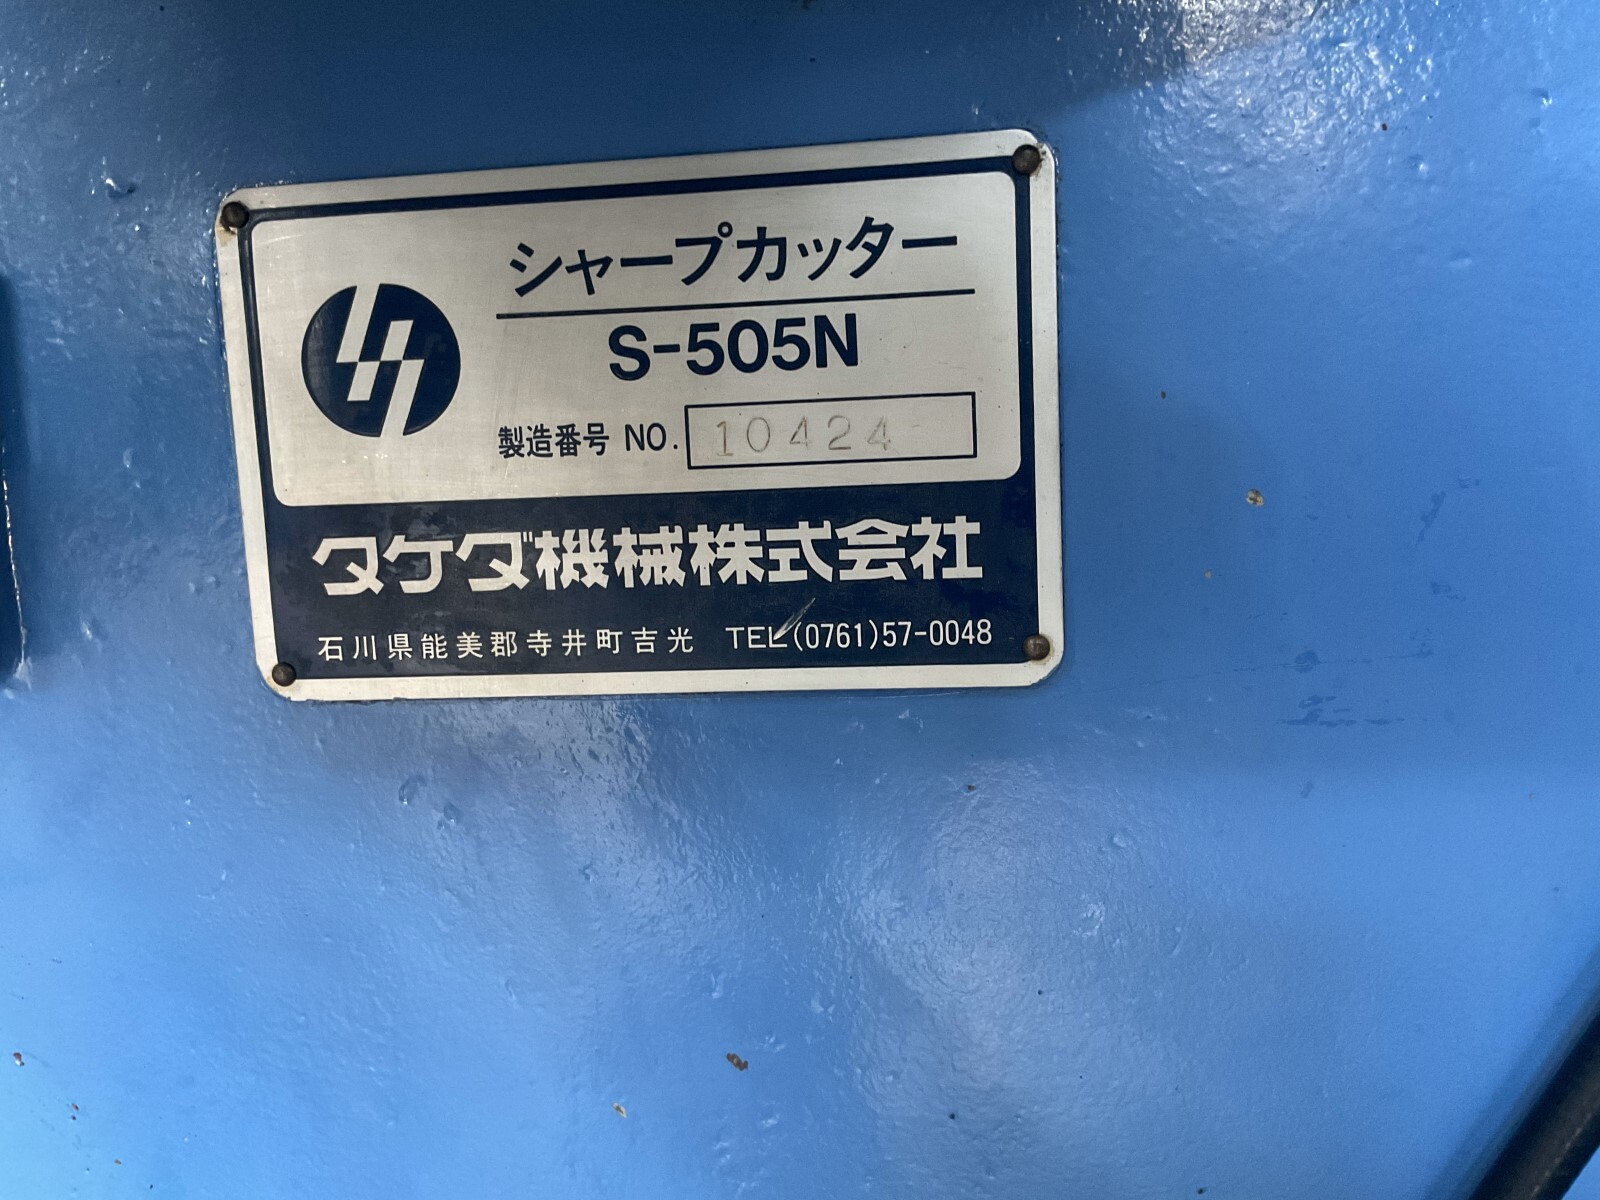 シャープカッター
S-505N
製造番号 NO. 10424
タケダ機械株式会社
石川県能美郡寺井町吉光 TEL(0761)57-0048